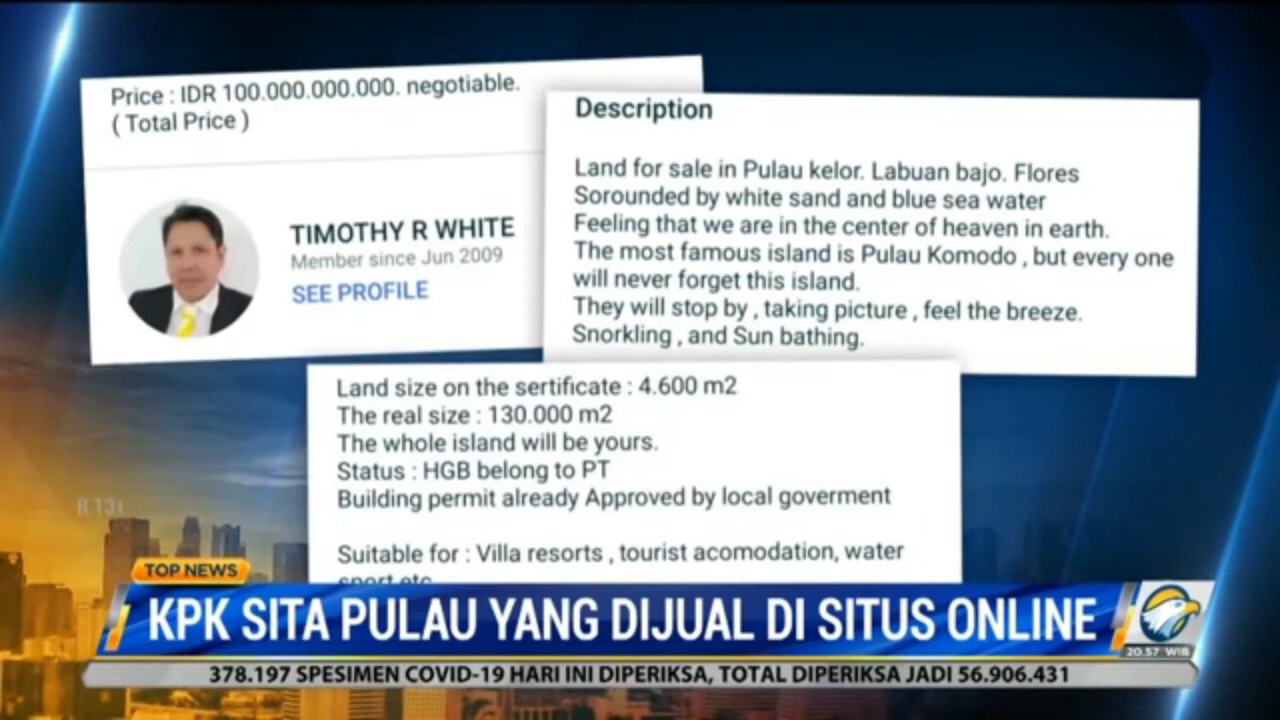 Price : IDR 100.000.000.000. negotiable.
( Total Price )
TIMOTHY R WHITE
Member since Jun 2009
SEE PROFILE
Description
Land for sale in Pulau kelor. Labuan bajo. Flores
Sorounded by white sand and blue sea water
Feeling that we are in the center of heaven in earth.
The most famous island is Pulau Komodo , but every one
will never forget this island.
They will stop by , taking picture , feel the breeze.
Snorkling , and Sun bathing.
Land size on the sertificate : 4.600 m2
The real size : 130.000 m2
The whole island will be yours.
Status : HGB belong to PT
Building permit already Approved by local goverment
Suitable for : Villa resorts , tourist acomodation, water
sport etc
TOP NEWS
KPK SITA PULAU YANG DIJUAL DI SITUS ONLINE
20.57 WIB
378.197 SPESIMEN COVID-19 HARI INI DIPERIKSA, TOTAL DIPERIKSA JADI 56.906.431